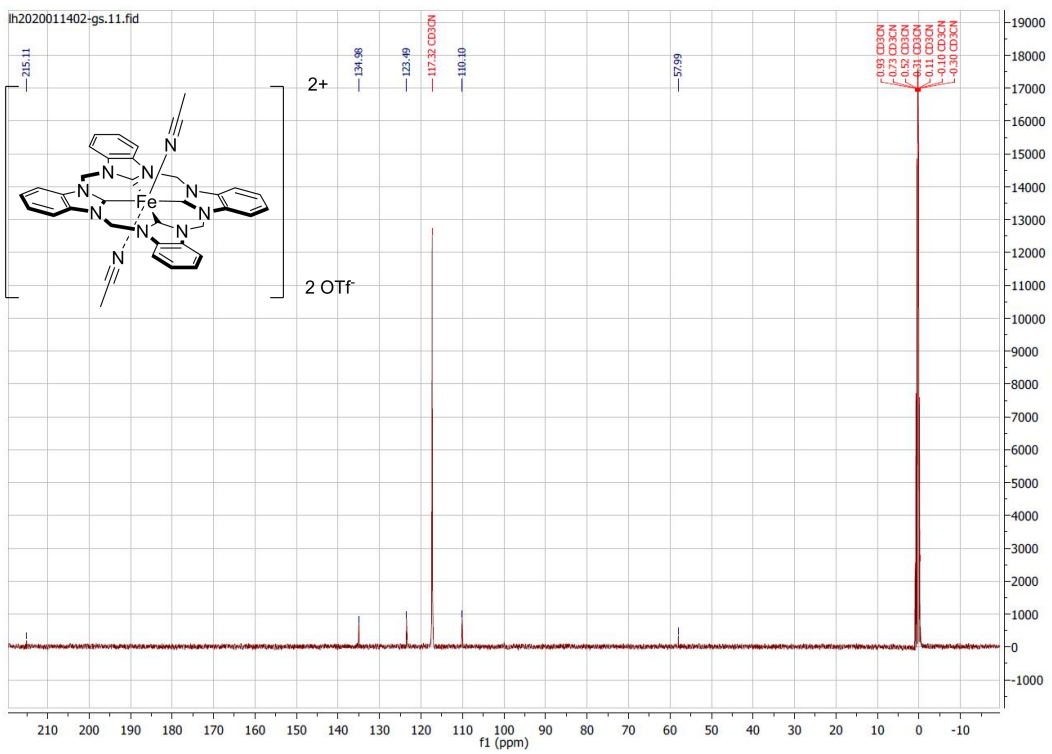 lh2020011402-gs.11.fid
215.11
134.98
123.49
117.32 CD3CN
110.10
57.99
0.93 CD3CN
0.73 CD3CN
0.52 CD3CN
0.31 CD3CN
0.11 CD3CN
-0.10 CD3CN
-0.30 CD3CN
2+
N
N N
N N
Fe
N N
N N
N
2 OTf-
19000
18000
17000
16000
15000
14000
13000
12000
11000
10000
9000
8000
7000
6000
5000
4000
3000
2000
1000
0
-1000
210 200 190 180 170 160 150 140 130 120 110 100 90 80 70 60 50 40 30 20 10 0 -10
f1 (ppm)